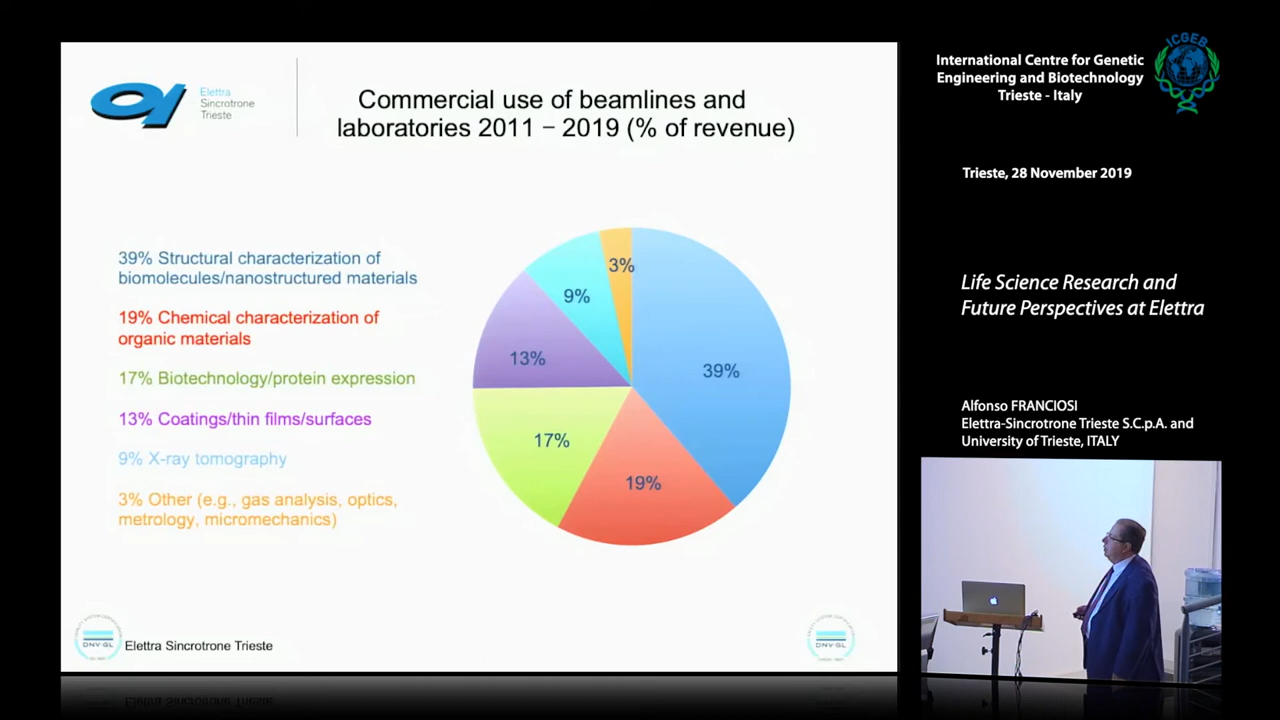 Elettra
Sincrotrone
Trieste
Commercial use of beamlines and
laboratories 2011 – 2019 (% of revenue)
39% Structural characterization of
biomolecules/nanostructured materials
19% Chemical characterization of
organic materials
17% Biotechnology/protein expression
13% Coatings/thin films/surfaces
9% X-ray tomography
3% Other (e.g., gas analysis, optics,
metrology, micromechanics)
3%
9%
13%
39%
17%
19%
DNV·GL
Elettra Sincrotrone Trieste
DNV·GL
International Centre for Genetic
Engineering and Biotechnology
Trieste - Italy
ICGEB
Trieste, 28 November 2019
Life Science Research and
Future Perspectives at Elettra
Alfonso FRANCIOSI
Elettra-Sincrotrone Trieste S.C.p.A. and
University of Trieste, ITALY